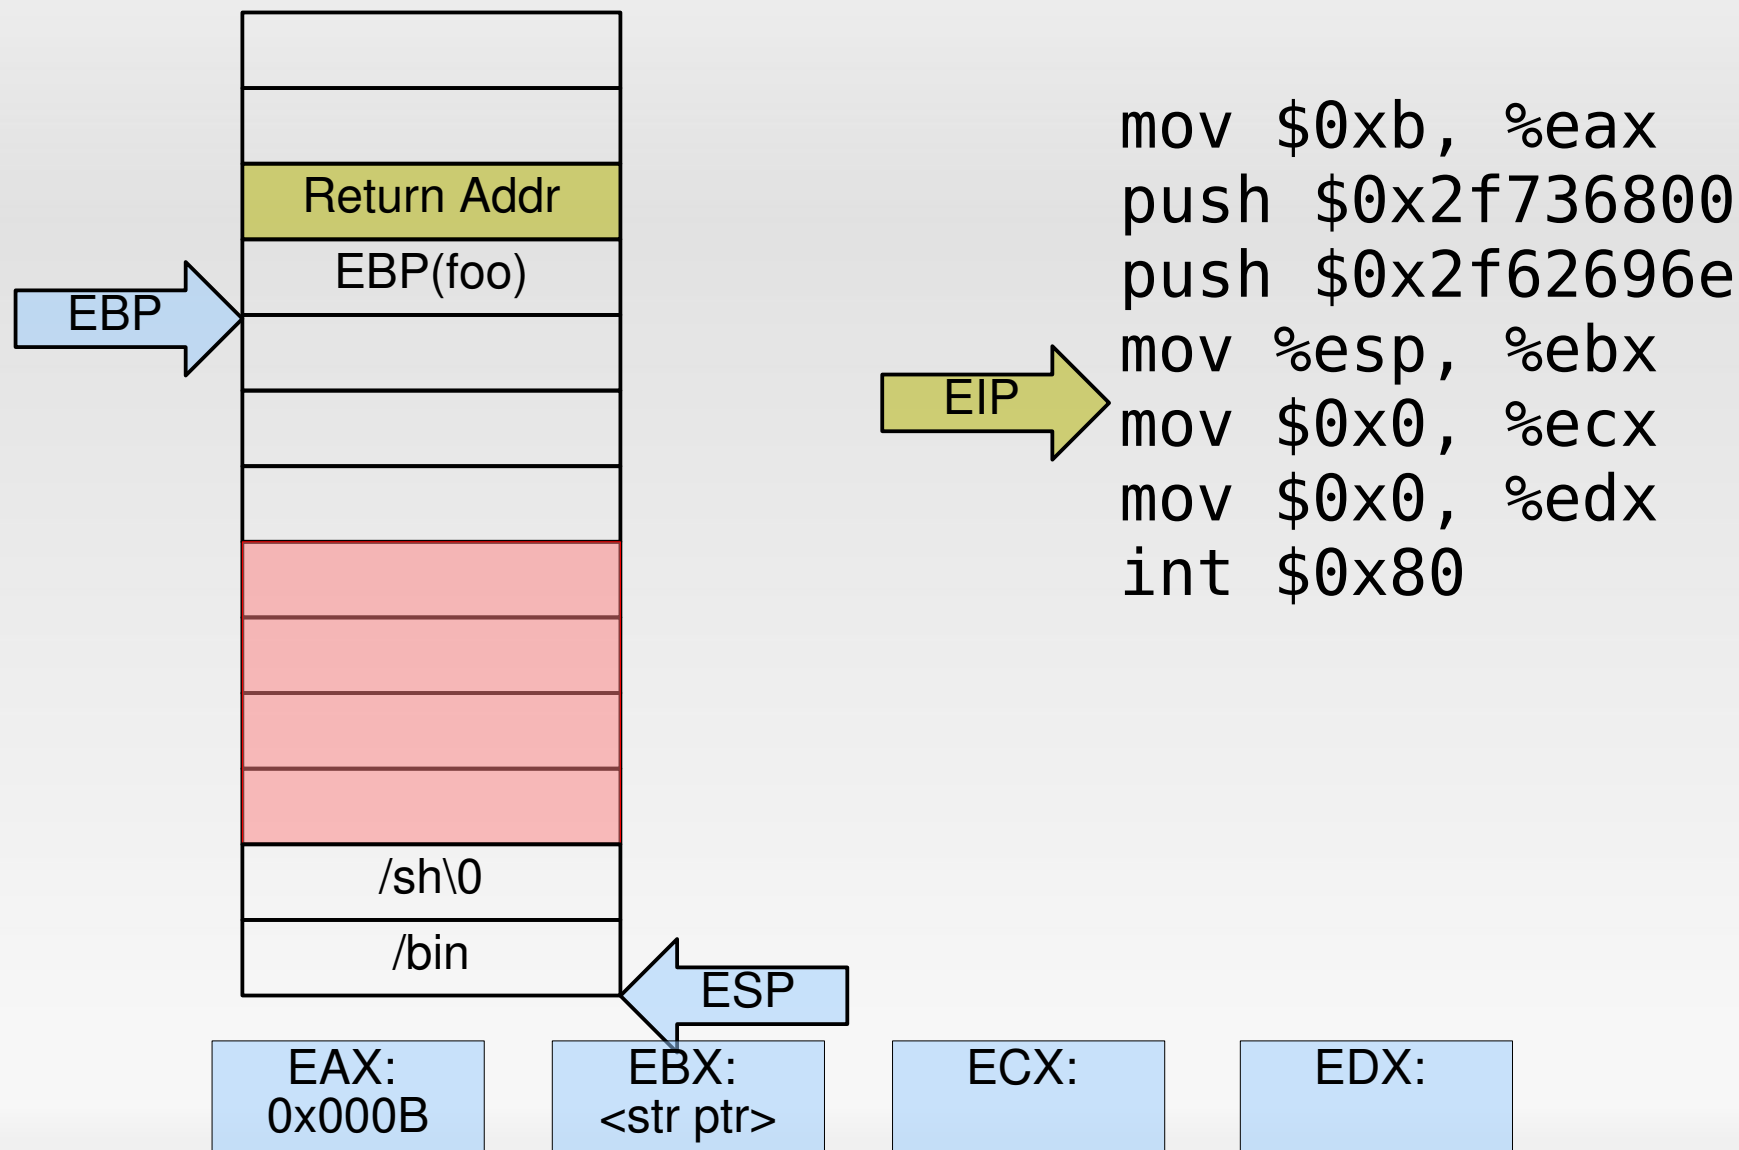 Return Addr
EBP(foo)
EBP
/sh\0
/bin
ESP
EIP
mov $0xb, %eax
push $0x2f736800
push $0x2f62696e
mov %esp, %ebx
mov $0x0, %ecx
mov $0x0, %edx
int $0x80
EAX:
0x000B
EBX:
<str ptr>
ECX:
EDX: